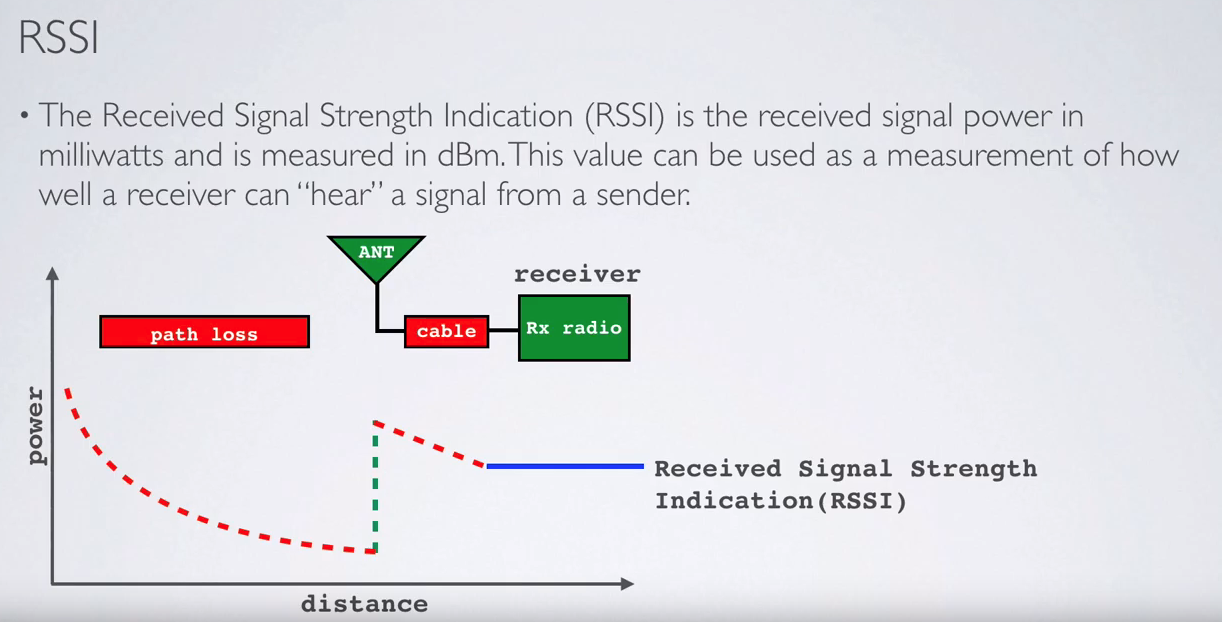 RSSI
• The Received Signal Strength Indication (RSSI) is the received signal power in
milliwatts and is measured in dBm. This value can be used as a measurement of how
well a receiver can “hear” a signal from a sender.
ANT
receiver
path loss
cable
Rx radio
power
Received Signal Strength
Indication(RSSI)
distance